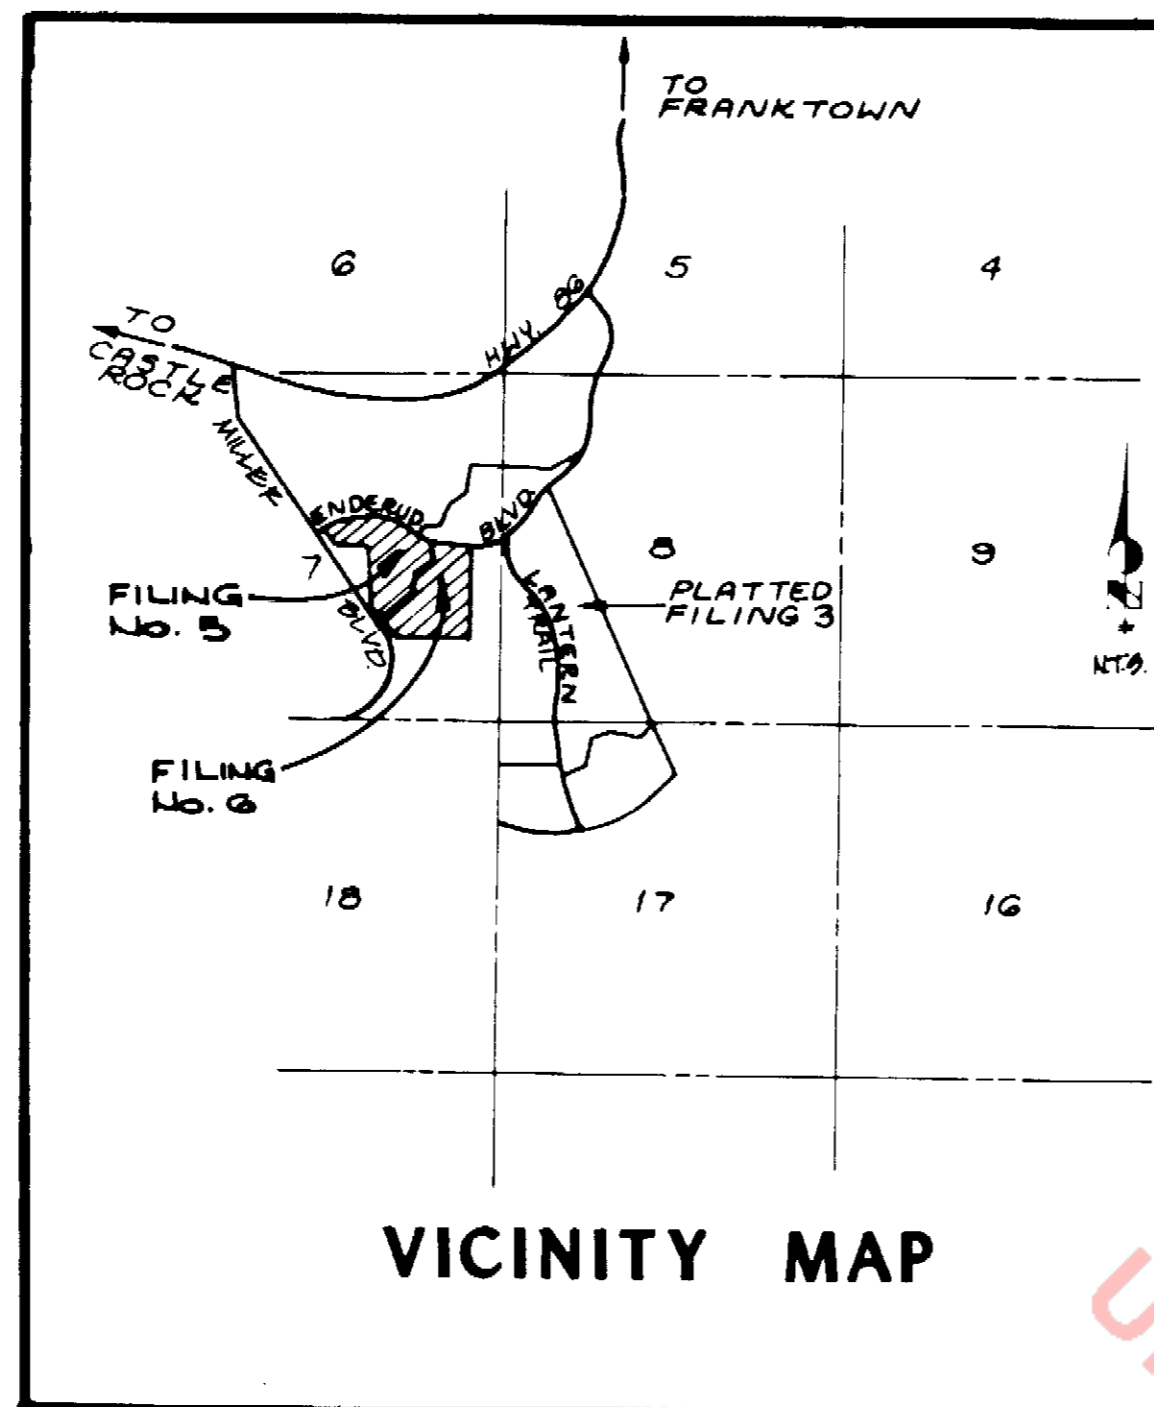 TO
FRANKTOWN
6
5
4
HWY. 86
TO
CASTLE
ROCK
MILLER
BLVD.
ENDERUD
BLVD.
7
8
9
FILING
No. 5
LANTERN
TRAIL
PLATTED
FILING 3
N
N.T.S.
FILING
No. 6
18
17
16
VICINITY MAP